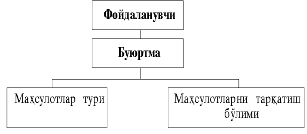 Фойдаланувчи
Буюртма
Маҳсулотлар тури
Маҳсулотларни тарқатиш
бўлими